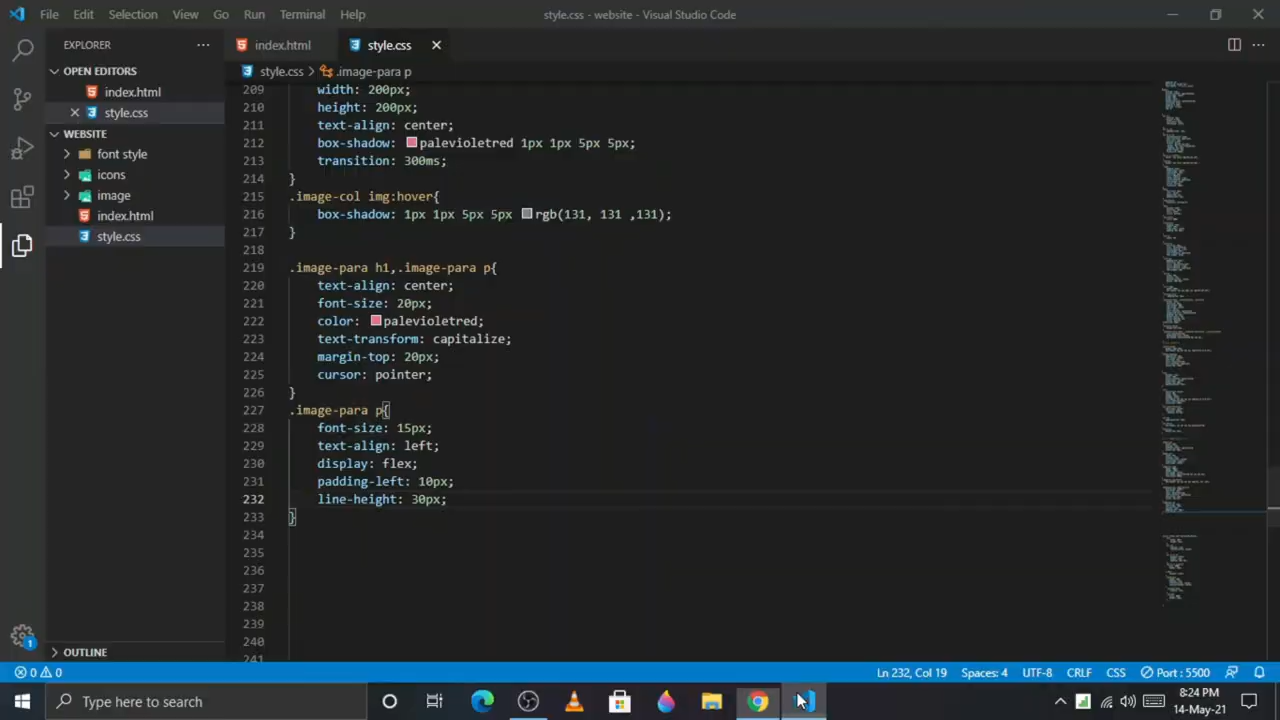 File Edit Selection View Go Run Terminal Help style.css - website - Visual Studio Code
EXPLORER
index.html
style.css
OPEN EDITORS
index.html
style.css
WEBSITE
font style
icons
image
index.html
style.css
OUTLINE
style.css > .image-para p
209 width: 200px;
210 height: 200px;
211 text-align: center;
212 box-shadow: palevioletred 1px 1px 5px 5px;
213 transition: 300ms;
214 }
215 .image-col img:hover{
216 box-shadow: 1px 1px 5px 5px rgb(131, 131 ,131);
217 }
218
219 .image-para h1,.image-para p{
220 text-align: center;
221 font-size: 20px;
222 color: palevioletred;
223 text-transform: capitalize;
224 margin-top: 20px;
225 cursor: pointer;
226 }
227 .image-para p{
228 font-size: 15px;
229 text-align: left;
230 display: flex;
231 padding-left: 10px;
232 line-height: 30px;
233 }
234
235
236
237
238
239
240
241
0 0 Ln 232, Col 19 Spaces: 4 UTF-8 CRLF CSS Port : 5500
1
Type here to search
8:24 PM
14-May-21